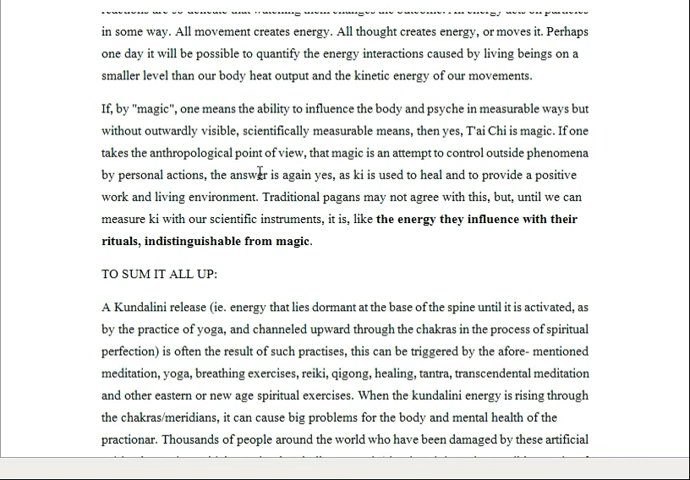 in some way. All movement creates energy. All thought creates energy, or moves it. Perhaps
one day it will be possible to quantify the energy interactions caused by living beings on a
smaller level than our body heat output and the kinetic energy of our movements.
If, by "magic", one means the ability to influence the body and psyche in measurable ways but
without outwardly visible, scientifically measurable means, then yes, T'ai Chi is magic. If one
takes the anthropological point of view, that magic is an attempt to control outside phenomena
by personal actions, the answer is again yes, as ki is used to heal and to provide a positive
work and living environment. Traditional pagans may not agree with this, but, until we can
measure ki with our scientific instruments, it is, like the energy they influence with their
rituals, indistinguishable from magic.
TO SUM IT ALL UP:
A Kundalini release (ie. energy that lies dormant at the base of the spine until it is activated, as
by the practice of yoga, and channeled upward through the chakras in the process of spiritual
perfection) is often the result of such practises, this can be triggered by the afore- mentioned
meditation, yoga, breathing exercises, reiki, qigong, healing, tantra, transcendental meditation
and other eastern or new age spiritual exercises. When the kundalini energy is rising through
the chakras/meridians, it can cause big problems for the body and mental health of the
practionar. Thousands of people around the world who have been damaged by these artificial